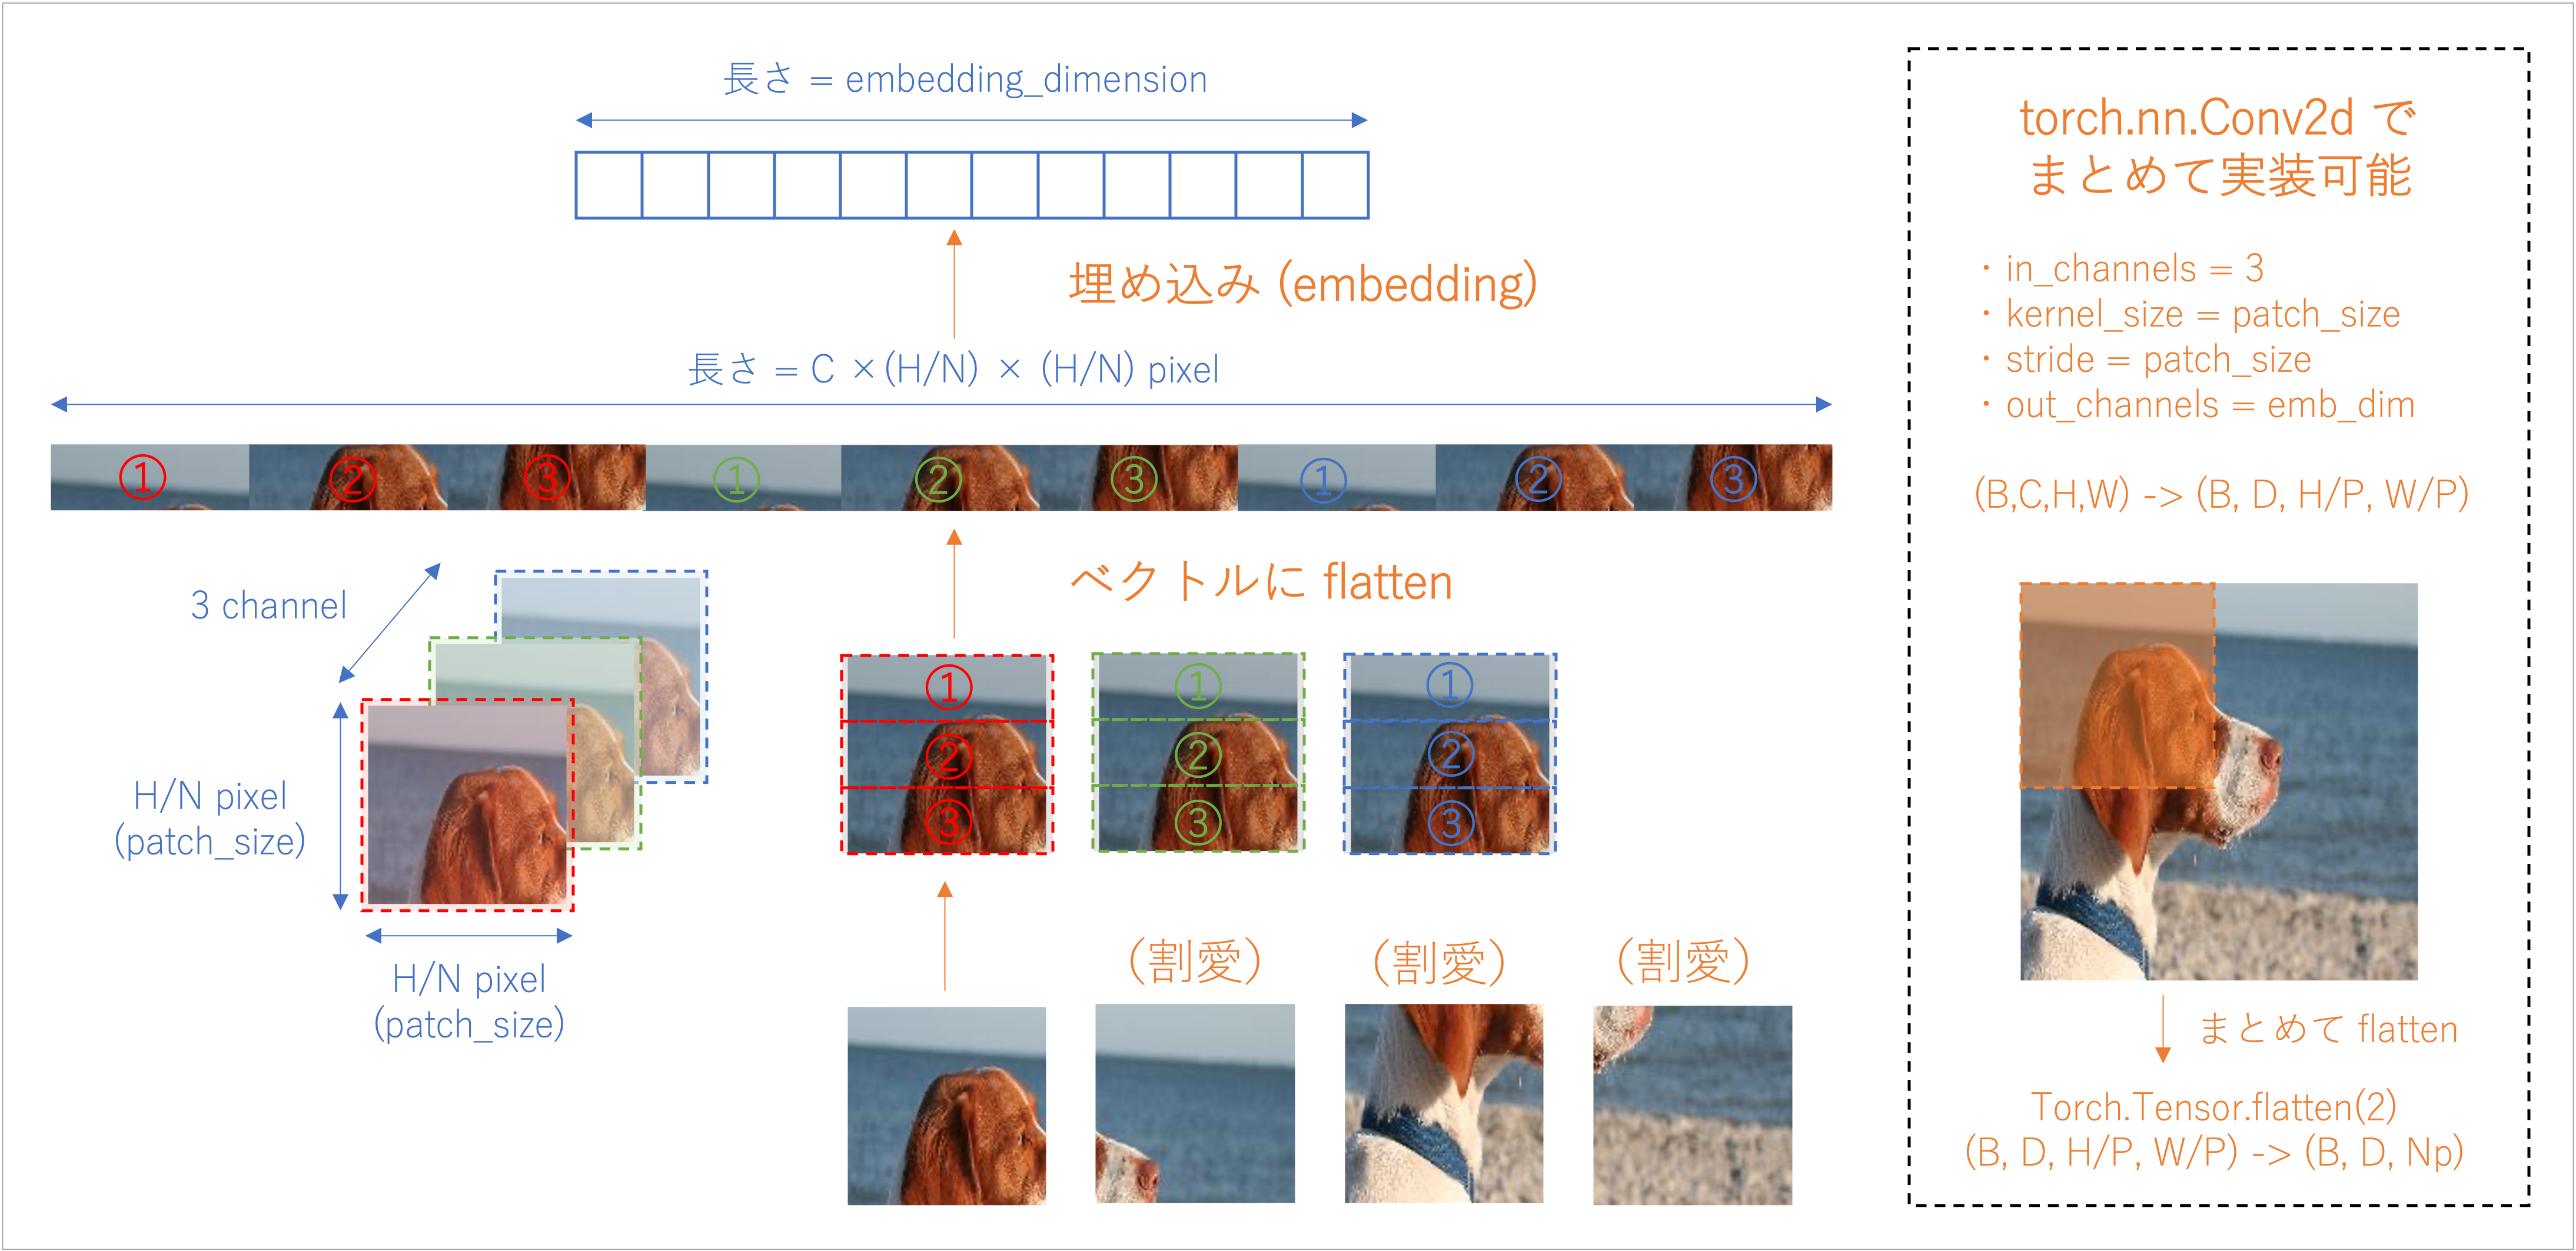 長さ = embedding_dimension
埋め込み (embedding)
長さ = C ×(H/N) × (H/N) pixel
① ② ③ ① ② ③ ① ② ③
ベクトルに flatten
3 channel
H/N pixel
(patch_size)
H/N pixel
(patch_size)
① ① ①
② ② ②
③ ③ ③
(割愛) (割愛) (割愛)
torch.nn.Conv2d で
まとめて実装可能
・in_channels = 3
・kernel_size = patch_size
・stride = patch_size
・out_channels = emb_dim
(B,C,H,W) -> (B, D, H/P, W/P)
まとめて flatten
Torch.Tensor.flatten(2)
(B, D, H/P, W/P) -> (B, D, Np)